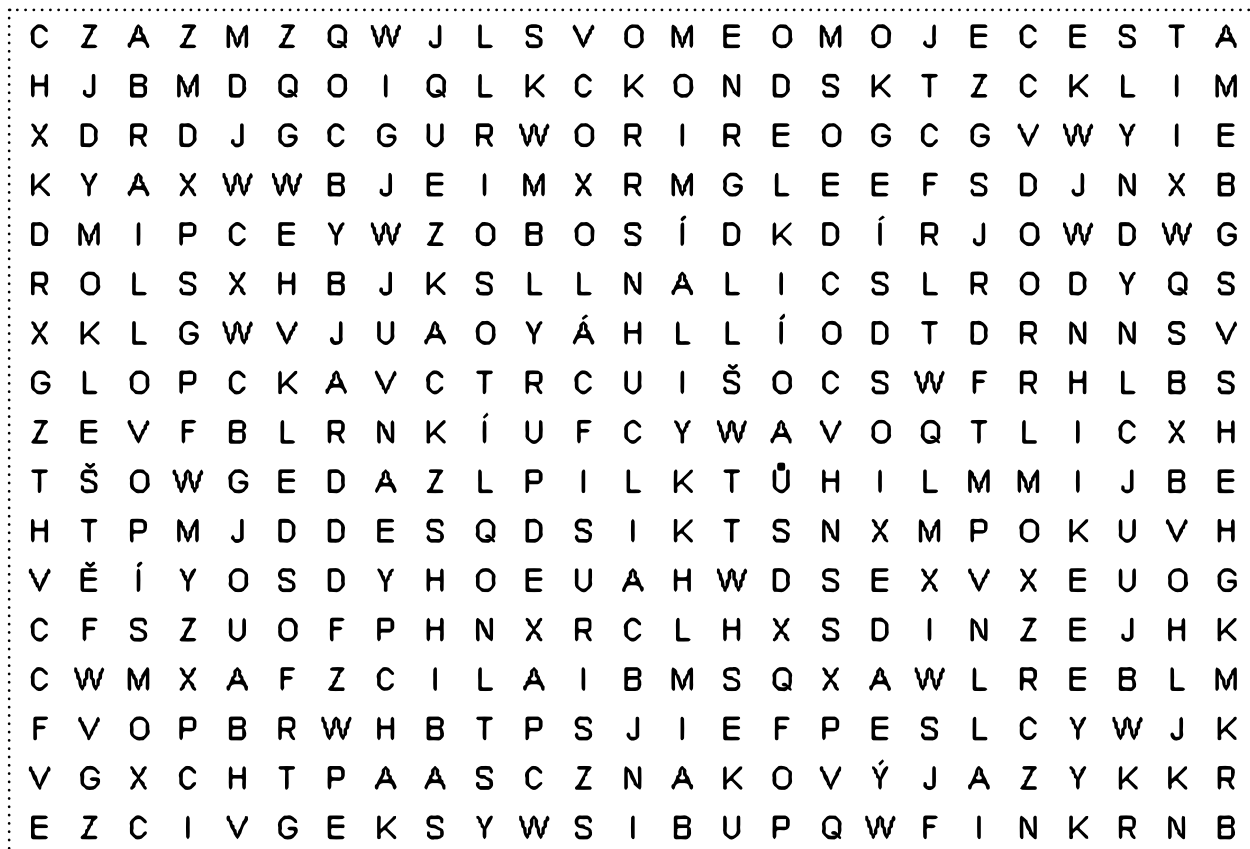 C Z A Z M Z Q W J L S V O M E O M O J E C E S T A
H J B M D Q O I Q L K C K O N D S K T Z C K L I M
X D R D J G C G U R W O R I R E O G C G V W Y I E
K Y A X W W B J E I M X R M G L E E F S D J N X B
D M I P C E Y W Z O B O S Í D K D Í R J O W D W G
R O L S X H B J K S L L N A L I C S L R O D Y Q S
X K L G W V J U A O Y Á H L L Í O D T D R N N S V
G L O P C K A V C T R C U I Š O C S W F R H L B S
Z E V F B L R N K Í U F C Y W A V O Q T L I C X H
T Š O W G E D A Z L P I L K T Ů H I L M M I J B E
H T P M J D D E S Q D S I K T S N X M P O K U V H
V Ě Í Y O S D Y H O E U A H W D S E X V X E U O G
C F S Z U O F P H N X R C L H X S D I N Z E J H K
C W M X A F Z C I L A I B M S Q X A W L R E B L M
F V O P B R W H B T P S J I E F P E S L C Y W J K
V G X C H T P A A S C Z N A K O V Ý J A Z Y K K R
E Z C I V G E K S Y W S I B U P Q W F I N K R N B